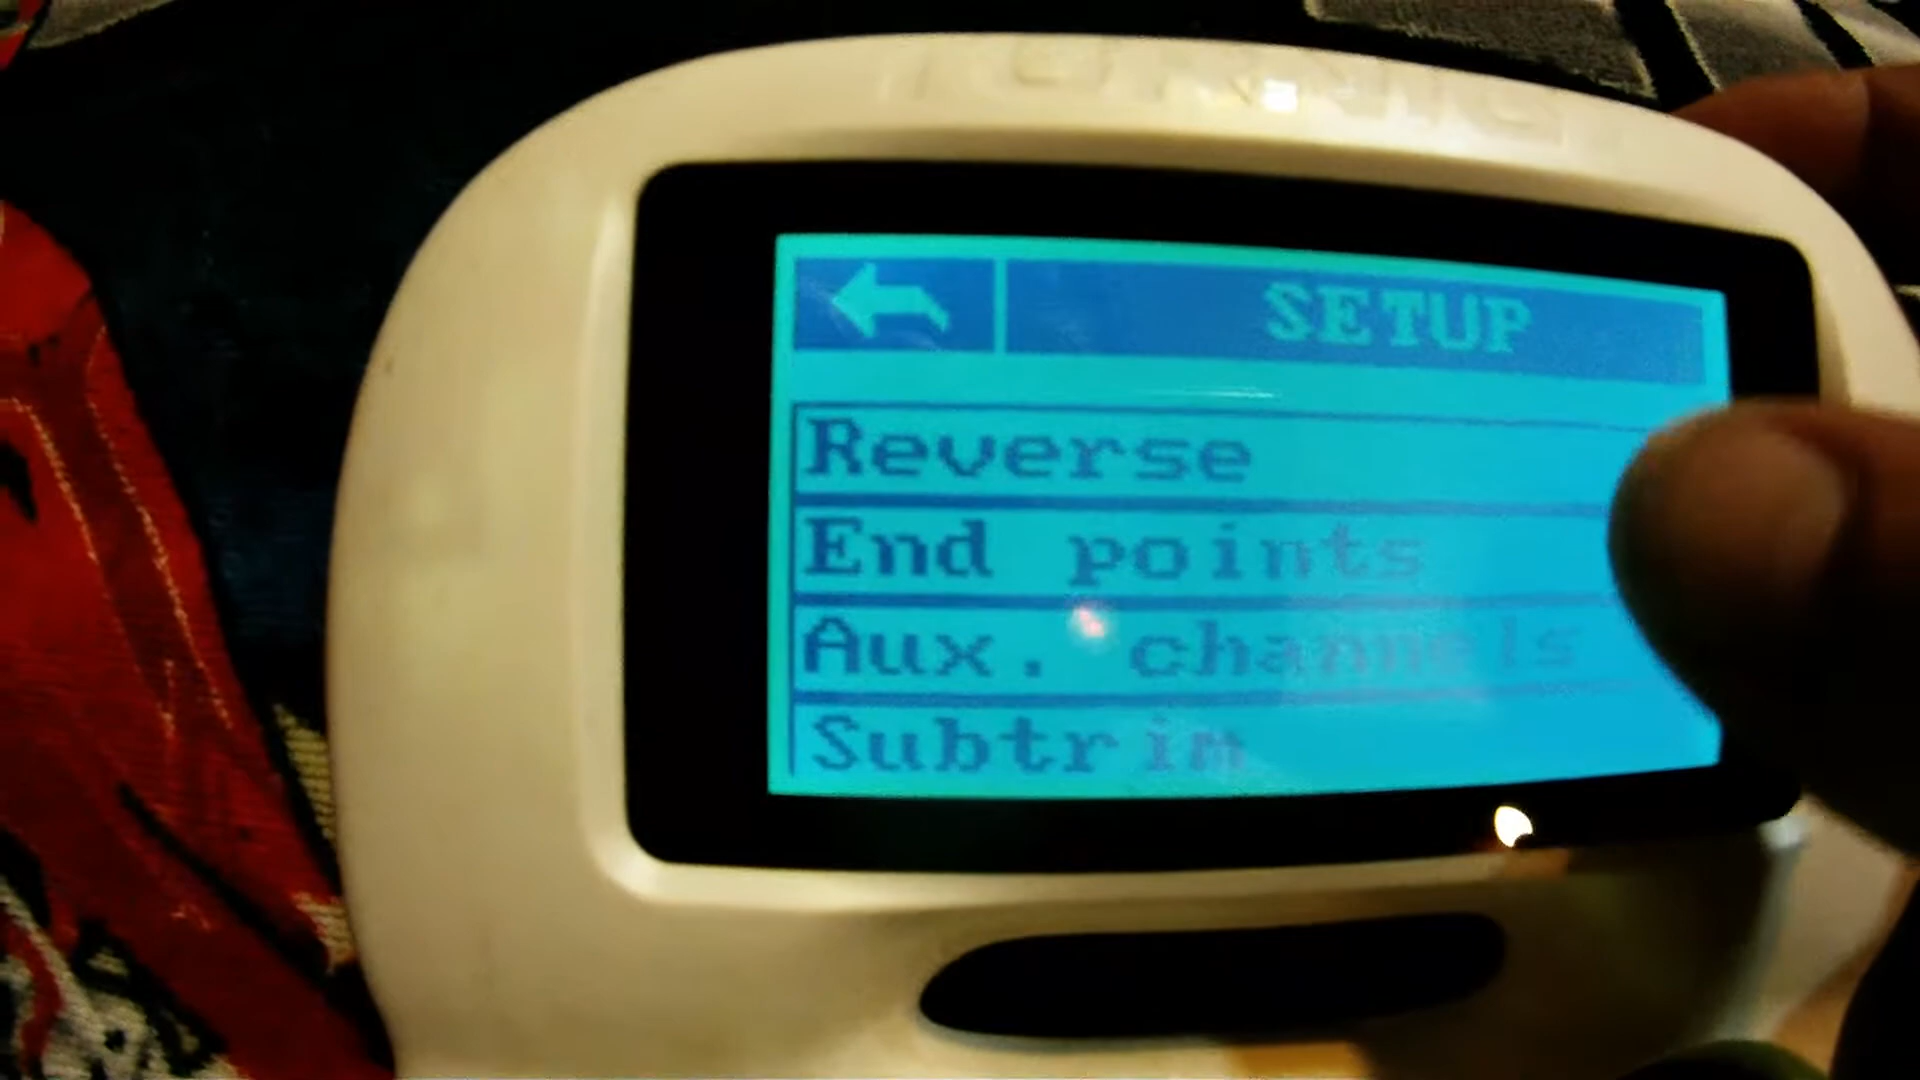 SETUP
Reverse
End points
Aux. channels
Subtrim